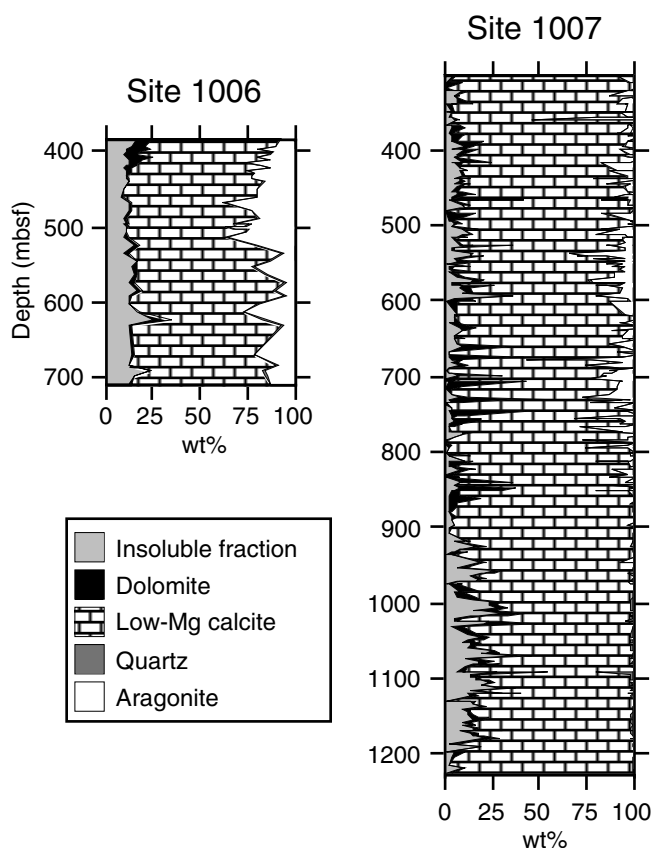 Site 1006
400
500
600
700
Depth (mbsf)
0 25 50 75 100
wt%
Site 1007
400
500
600
700
800
900
1000
1100
1200
0 25 50 75 100
wt%
Insoluble fraction
Dolomite
Low-Mg calcite
Quartz
Aragonite